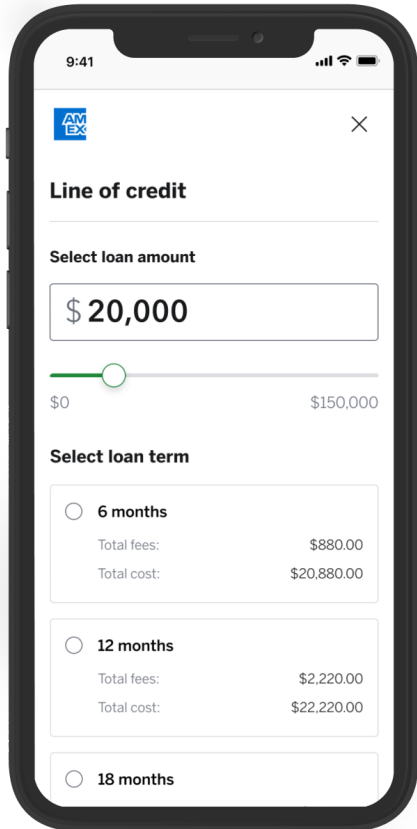 9:41
AM
EX
Line of credit
Select loan amount
$ 20,000
$0 $150,000
Select loan term
6 months
Total fees: $880.00
Total cost: $20,880.00
12 months
Total fees: $2,220.00
Total cost: $22,220.00
18 months